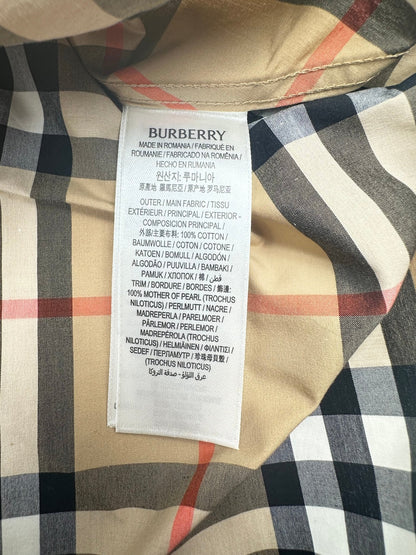 BURBERRY
MADE IN ROMANIA / FABRIQUÉ EN
ROUMANIE / FABRICADO NA ROMÊNIA /
HECHO EN RUMANIA
원산지: 루마니아
原產地 羅馬尼亞 / 原产地 罗马尼亚
OUTER / MAIN FABRIC / TISSU
EXTÉRIEUR / PRINCIPAL / EXTERIOR -
COMPOSICION PRINCIPAL /
外部 / 主要布料: 100% COTTON /
BAUMWOLLE / COTON / COTONE /
KATOEN / BOMULL / ALGODÓN /
ALGODÃO / PUUVILLA / BAMBAKI /
PAMUK / ХЛОПОК / 棉 / قطن /
TRIM / BORDURE / BORDES / 飾邊:
100% MOTHER OF PEARL (TROCHUS
NILOTICUS) / PERLMUTT / NACRE /
MADREPERLA / PARELMOER /
PÄRLEMOR / PERLEMOR /
MADREPÉROLA (TROCHUS
NILOTICUS) / HELMIÄINEN / ΦΙΛΝΤΙΣΙ /
SEDEF / ПЕРЛАМУТР / 珍珠母貝殼
(TROCHUS NILOTICUS) /
عرق اللؤلؤ - صدفة التروكا